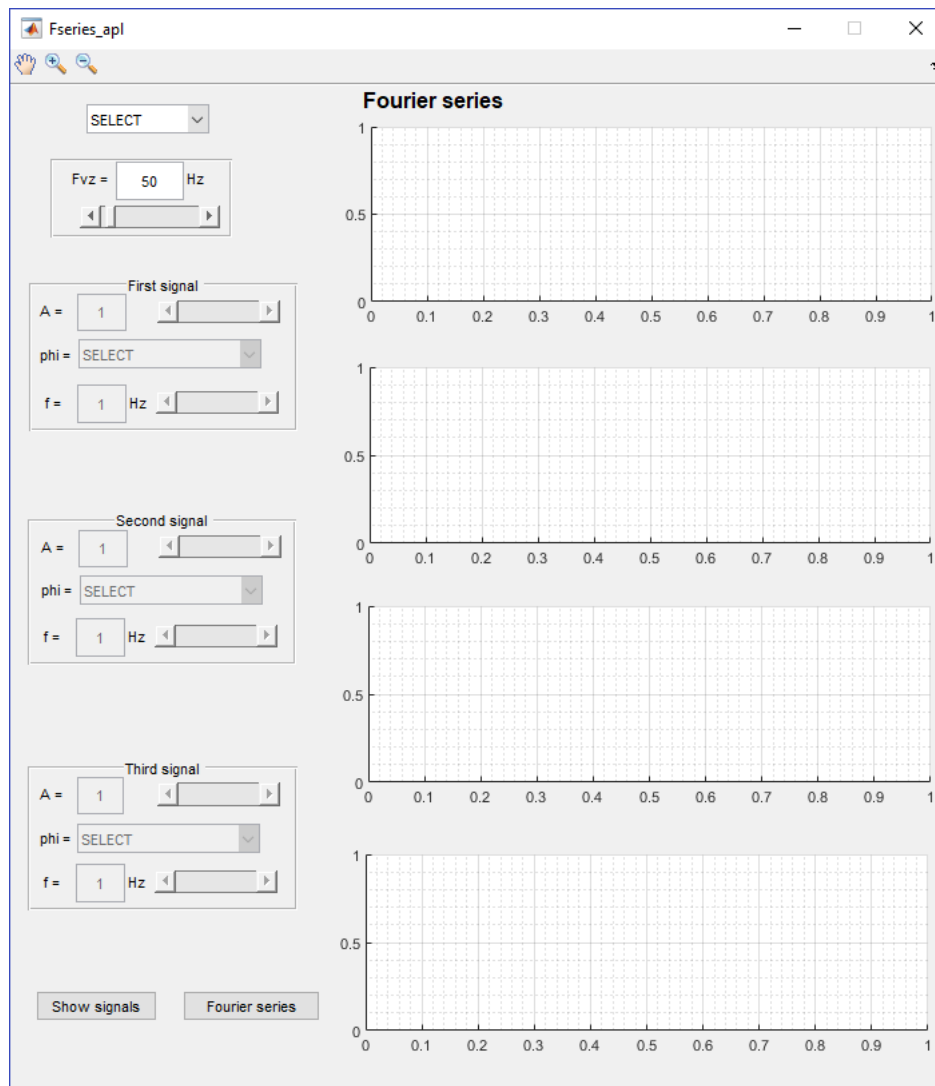 Fseries_apl
SELECT
Fvz = 50 Hz
First signal
A = 1
phi = SELECT
f = 1 Hz
Second signal
A = 1
phi = SELECT
f = 1 Hz
Third signal
A = 1
phi = SELECT
f = 1 Hz
Show signals Fourier series
Fourier series
1
0.5
0
0 0.1 0.2 0.3 0.4 0.5 0.6 0.7 0.8 0.9 1
1
0.5
0
0 0.1 0.2 0.3 0.4 0.5 0.6 0.7 0.8 0.9 1
1
0.5
0
0 0.1 0.2 0.3 0.4 0.5 0.6 0.7 0.8 0.9 1
1
0.5
0
0 0.1 0.2 0.3 0.4 0.5 0.6 0.7 0.8 0.9 1